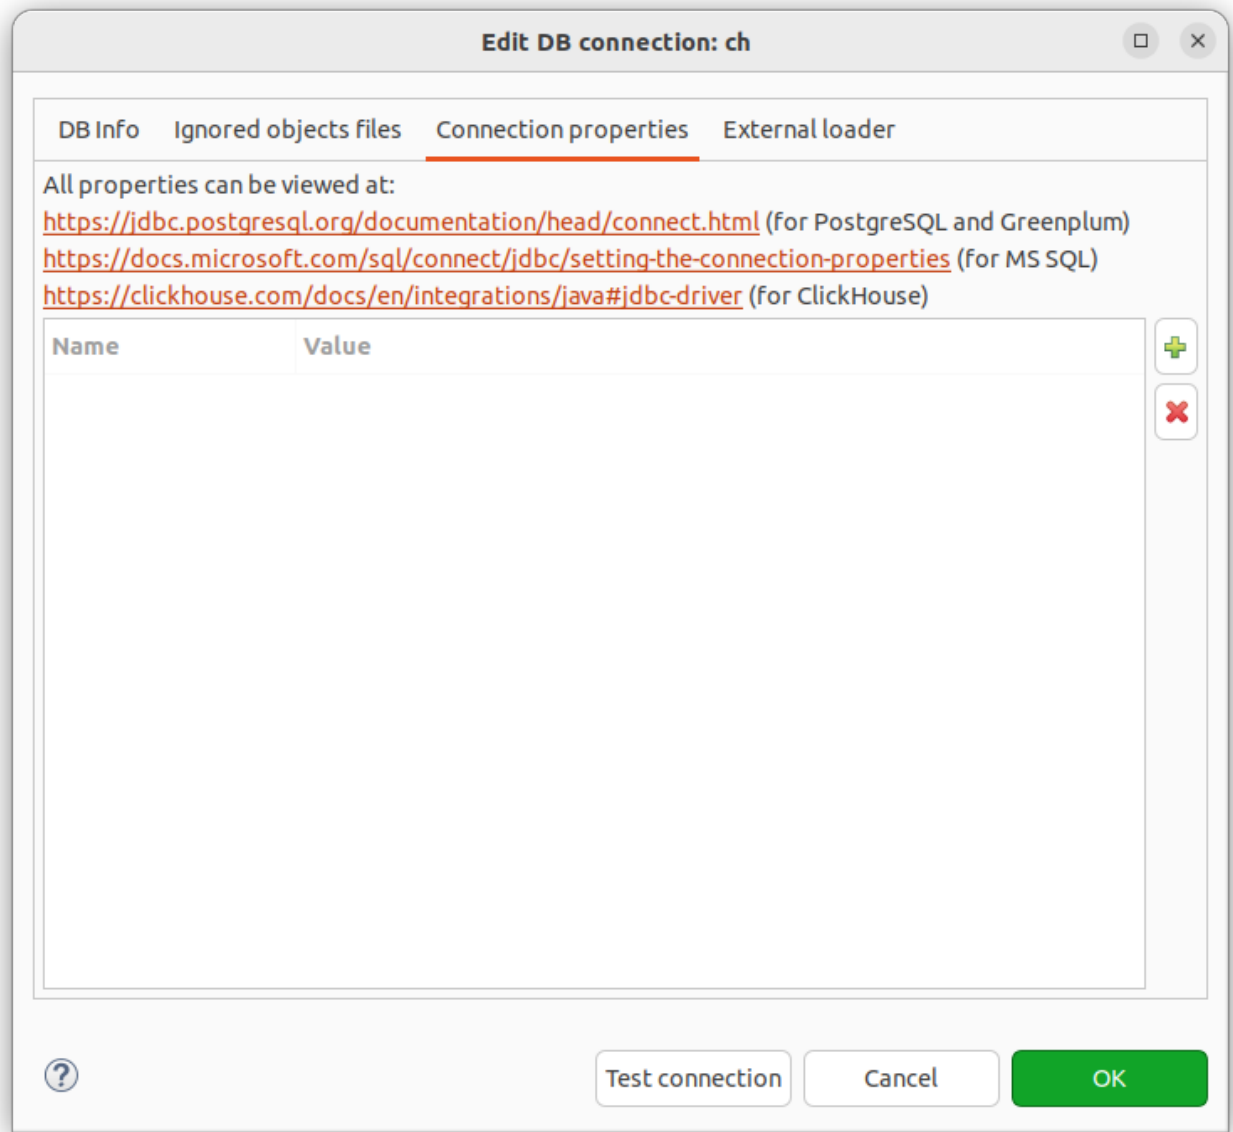 Edit DB connection: ch
DB Info Ignored objects files Connection properties External loader
All properties can be viewed at:
https://jdbc.postgresql.org/documentation/head/connect.html (for PostgreSQL and Greenplum)
https://docs.microsoft.com/sql/connect/jdbc/setting-the-connection-properties (for MS SQL)
https://clickhouse.com/docs/en/integrations/java#jdbc-driver (for ClickHouse)
Name Value
? Test connection Cancel OK